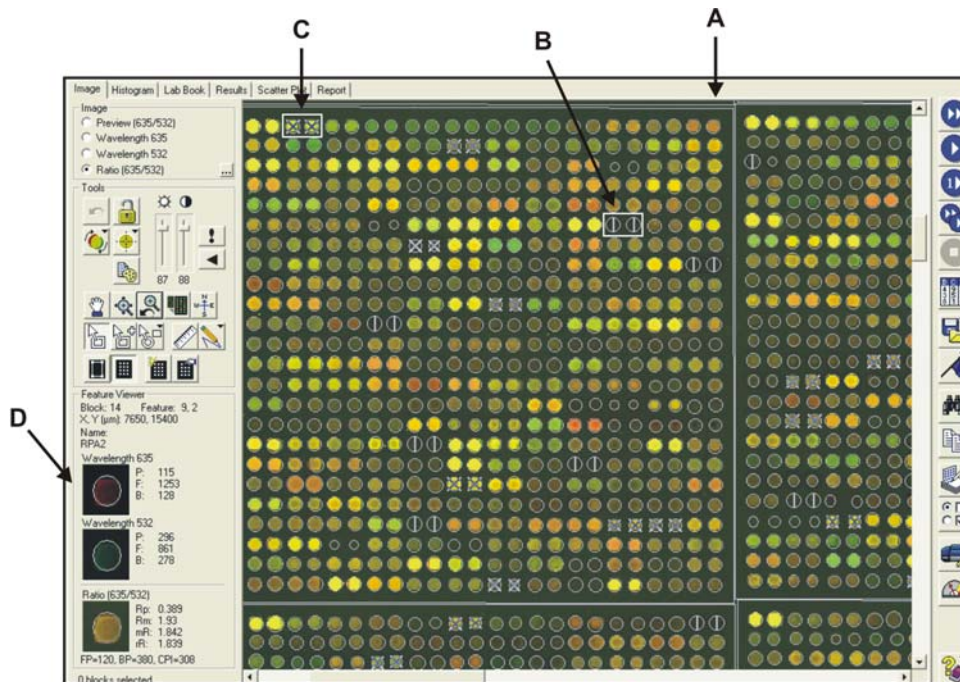 C
A
B
Image Histogram Lab Book Results Scatter Plot Report
Image
Preview (635/532)
Wavelength 635
Wavelength 532
Ratio (635/532)
...
Tools
87 88
Feature Viewer
Block: 14 Feature: 9, 2
X, Y (µm): 7650, 15400
Name:
RPA2
D
Wavelength 635
P: 115
F: 1253
B: 128
Wavelength 532
P: 296
F: 861
B: 278
Ratio (635/532)
Rp: 0.389
Rm: 1.93
mR: 1.842
rR: 1.839
FP=120, BP=380, CPI=308
0 blocks selected